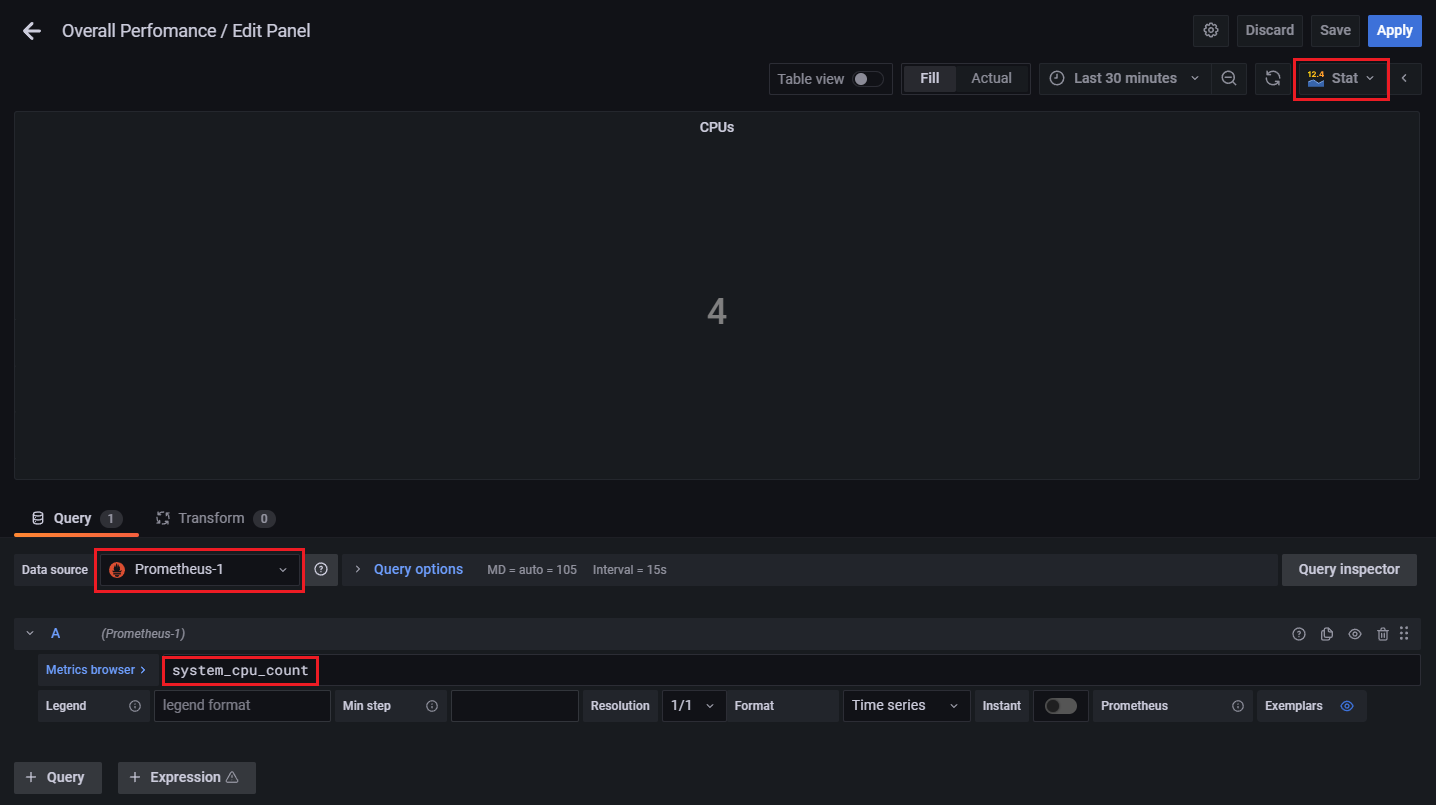 Overall Perfomance / Edit Panel
Discard Save Apply
Table view Fill Actual Last 30 minutes 12.4 Stat
CPUs
4
Query 1 Transform 0
Data source Prometheus-1 Query options MD = auto = 105 Interval = 15s Query inspector
A (Prometheus-1)
Metrics browser > system_cpu_count
Legend legend format Min step Resolution 1/1 Format Time series Instant Prometheus Exemplars
+ Query + Expression